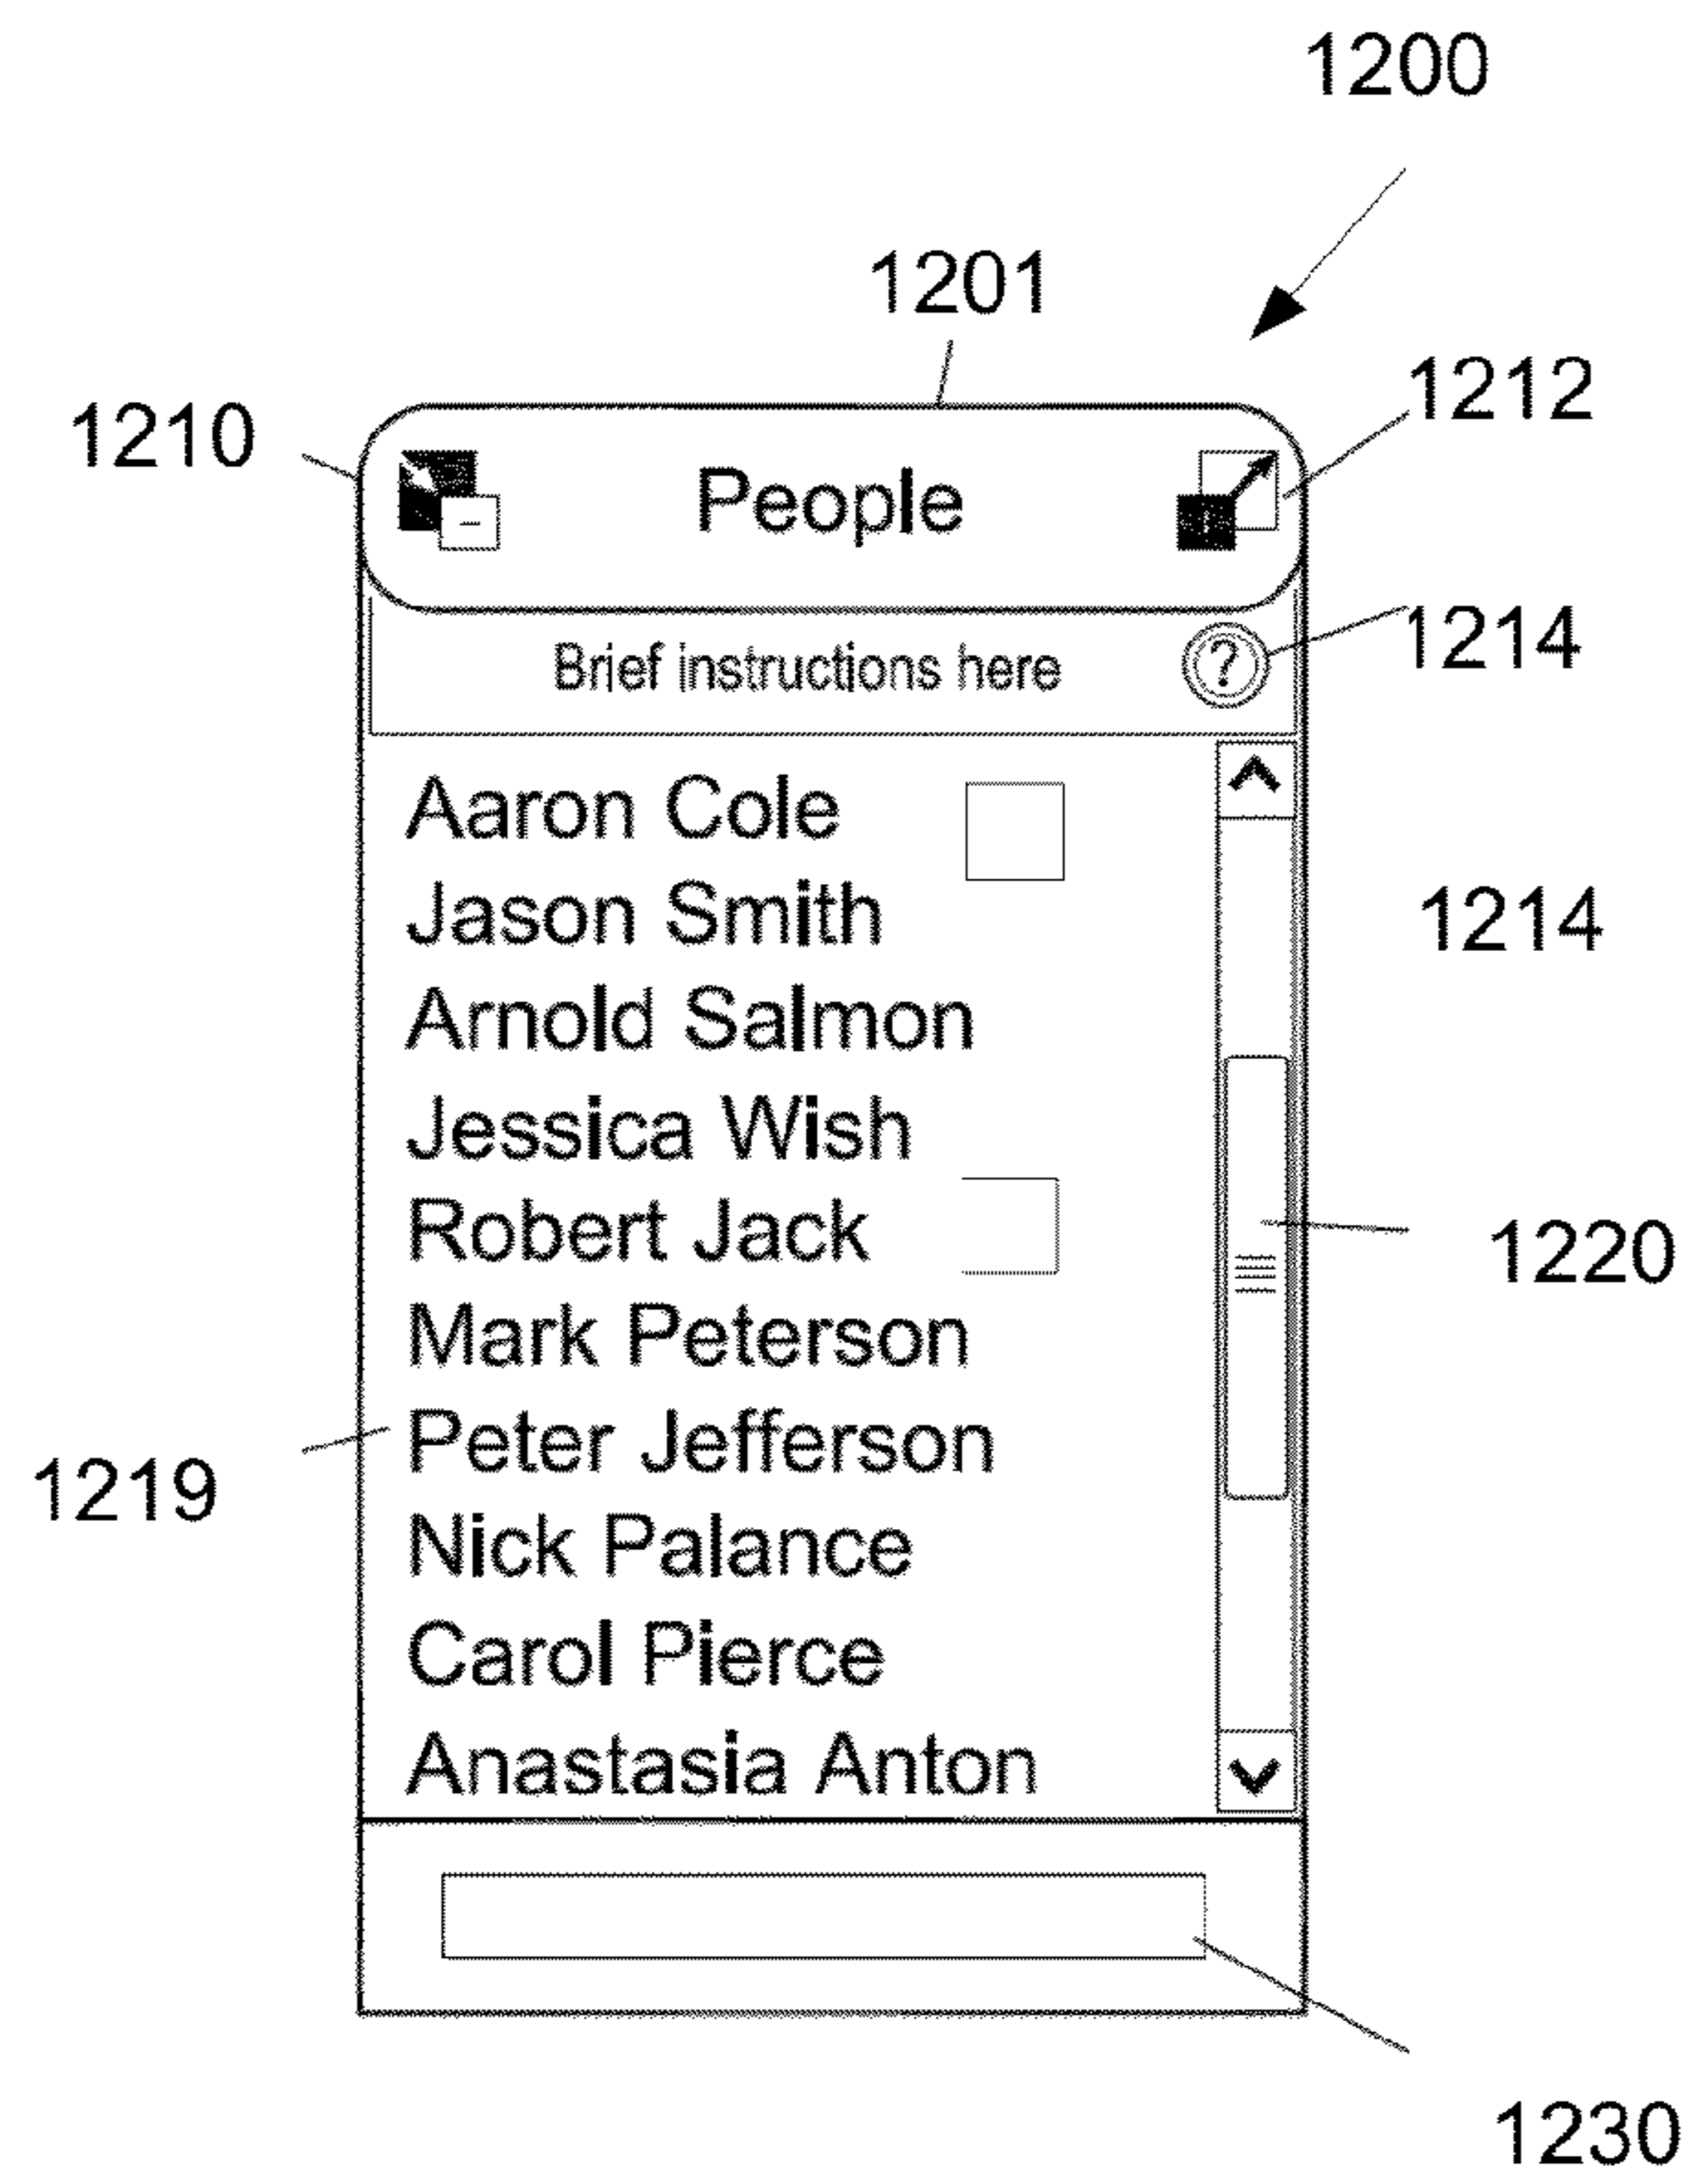 1200
1201
1212
1210
People
Brief instructions here
?
1214
Aaron Cole
Jason Smith
1214
Arnold Salmon
Jessica Wish
Robert Jack
1220
Mark Peterson
Peter Jefferson
1219
Nick Palance
Carol Pierce
Anastasia Anton
1230